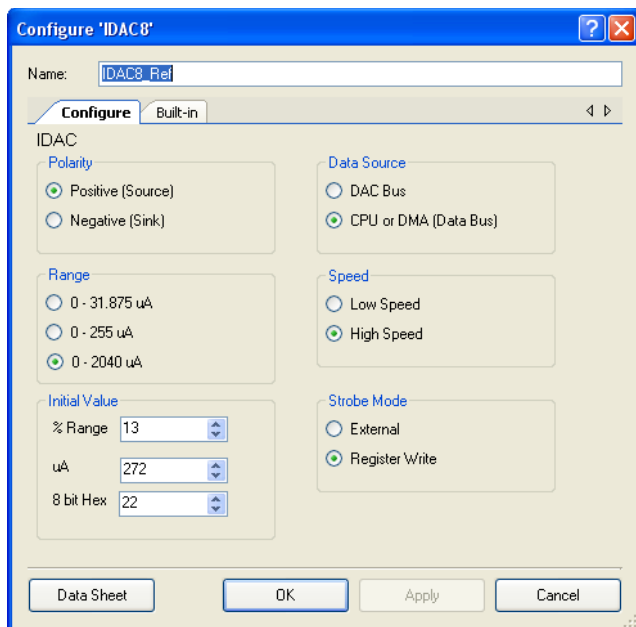 Configure 'IDAC8'
Name: IDAC8_Ref
Configure Built-in
IDAC
Polarity
Positive (Source)
Negative (Sink)
Data Source
DAC Bus
CPU or DMA (Data Bus)
Range
0 - 31.875 uA
0 - 255 uA
0 - 2040 uA
Speed
Low Speed
High Speed
Initial Value
% Range 13
uA 272
8 bit Hex 22
Strobe Mode
External
Register Write
Data Sheet OK Apply Cancel